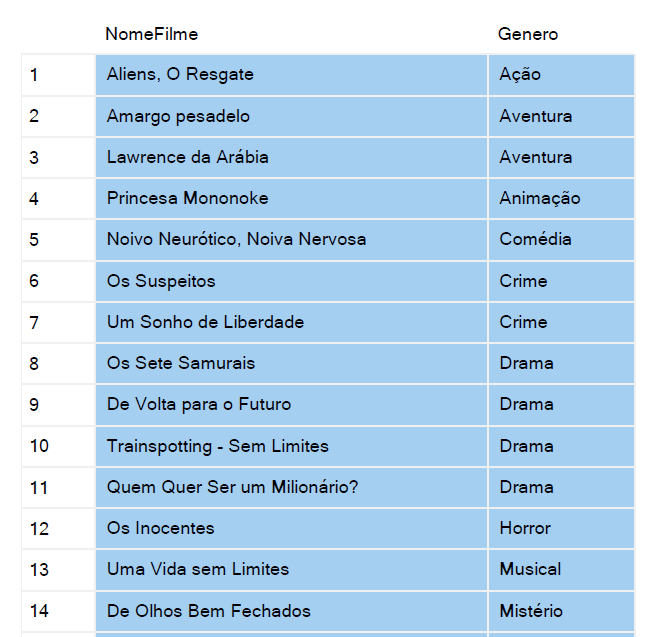 NomeFilme Genero
1 Aliens, O Resgate Ação
2 Amargo pesadelo Aventura
3 Lawrence da Arábia Aventura
4 Princesa Mononoke Animação
5 Noivo Neurótico, Noiva Nervosa Comédia
6 Os Suspeitos Crime
7 Um Sonho de Liberdade Crime
8 Os Sete Samurais Drama
9 De Volta para o Futuro Drama
10 Trainspotting - Sem Limites Drama
11 Quem Quer Ser um Milionário? Drama
12 Os Inocentes Horror
13 Uma Vida sem Limites Musical
14 De Olhos Bem Fechados Mistério